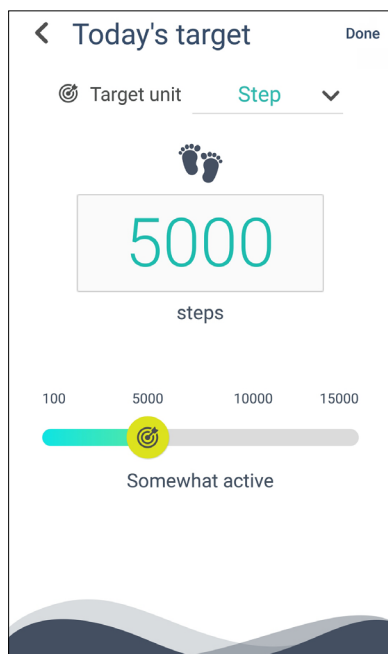 Today's target Done
Target unit Step
5000
steps
100 5000 10000 15000
Somewhat active